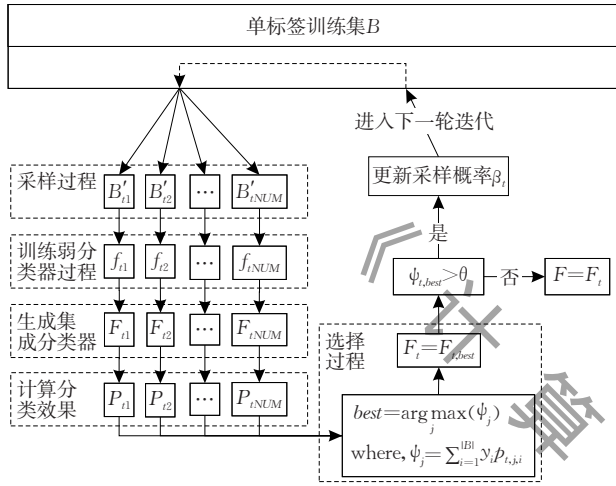 单标签训练集B
进入下一轮迭代
采样过程
B′ₜ₁ B′ₜ₂ … B′ₜNUM
更新采样概率βₜ
训练弱分
类器过程
fₜ₁ fₜ₂ … fₜNUM
是
ψₜ,best>θ
否
F=Fₜ
生成集
成分类器
Fₜ₁ Fₜ₂ … FₜNUM
选择
过程
Fₜ=Fₜ,best
计算分
类效果
Pₜ₁ Pₜ₂ … PₜNUM
best=arg max(ψⱼ)
j
where, ψⱼ=∑|B|i=1 yᵢpₜ,ⱼ,ᵢ
《计算